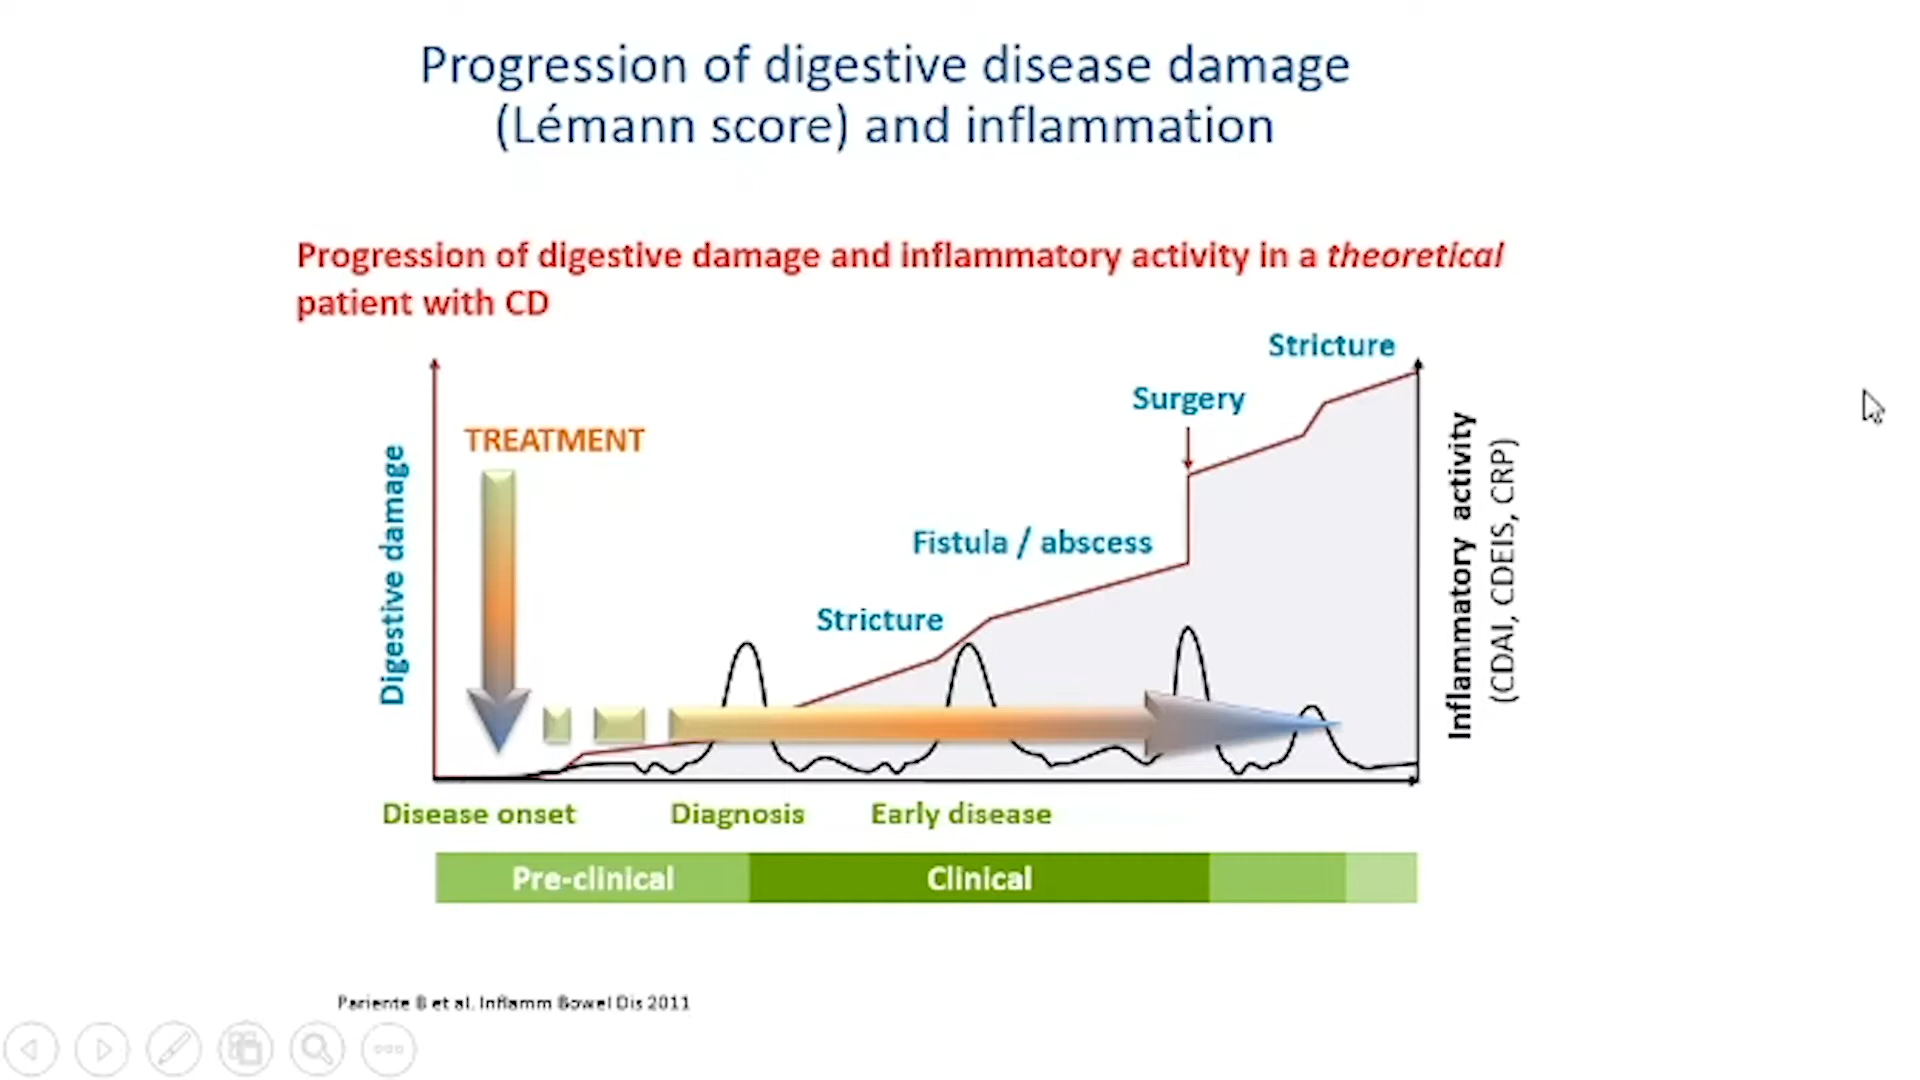 Progression of digestive disease damage
(Lémann score) and inflammation
Progression of digestive damage and inflammatory activity in a theoretical
patient with CD
Stricture
Surgery
TREATMENT
Fistula / abscess
Stricture
Digestive damage
Inflammatory activity
(CDAI, CDEIS, CRP)
Disease onset
Diagnosis
Early disease
Pre-clinical
Clinical
Pariente B et al. Inflamm Bowel Dis 2011